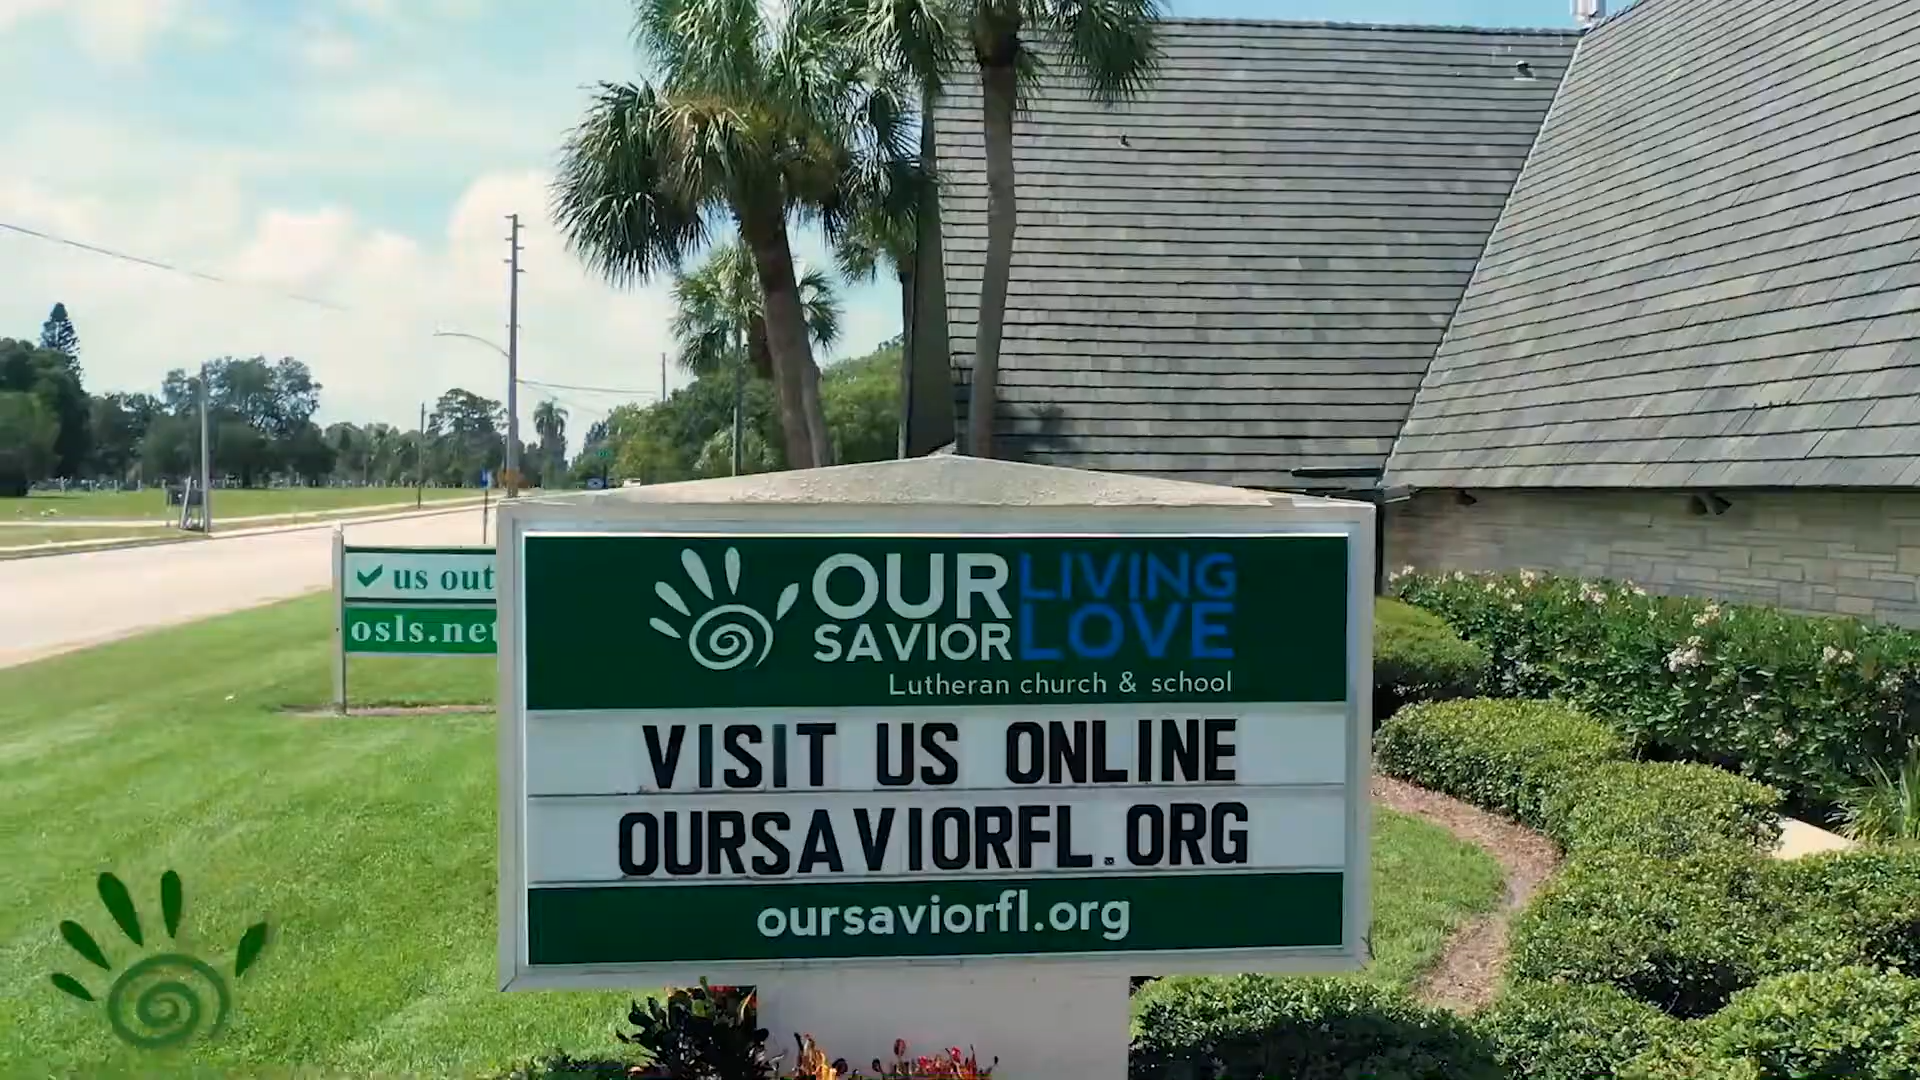 ✓ us out
osls.net
OUR LIVING
SAVIOR LOVE
Lutheran church & school
VISIT US ONLINE
OURSAVIORFL.ORG
oursaviorfl.org